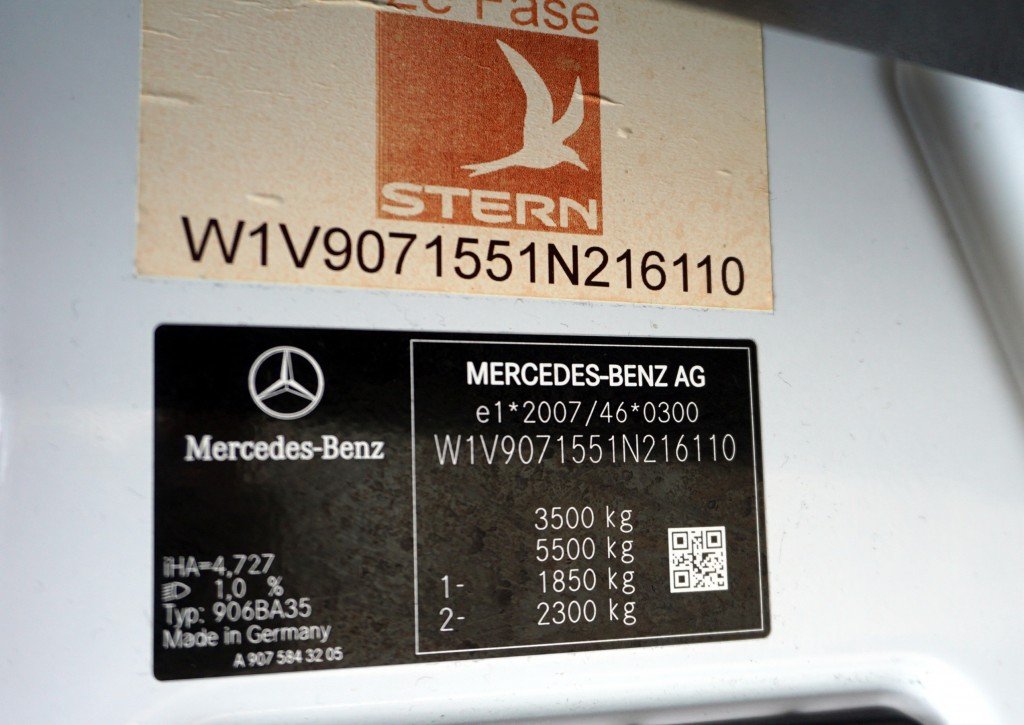 2c Fase
STERN
W1V9071551N216110
Mercedes-Benz
iHA=4,727
1,0 %
Typ: 906BA35
Made in Germany
A 907 584 32 05
MERCEDES-BENZ AG
e1*2007/46*0300
W1V9071551N216110
3500 kg
5500 kg
1- 1850 kg
2- 2300 kg